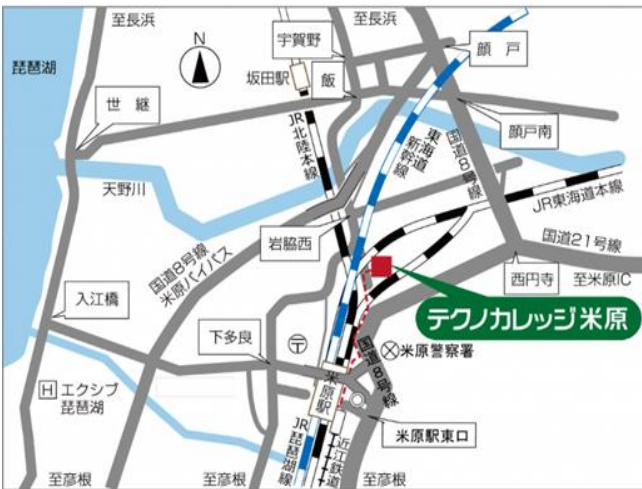 至長浜
至長浜
宇賀野
顔戸
N
琵琶湖
坂田駅
飯
世継
JR北陸本線
東海道新幹線
国道8号線
顔戸南
天野川
JR東海道本線
岩脇西
国道21号線
国道8号線
米原バイパス
西円寺
至米原IC
入江橋
テクノカレッジ米原
下多良
〒
米原警察署
国道8号線
米原駅
H エクシブ
琵琶湖
米原駅東口
JR琵琶湖線
近江鉄道
至彦根
至彦根
至彦根